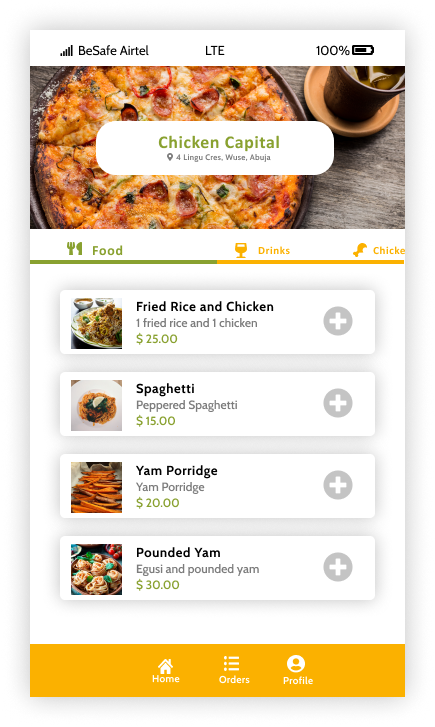 BeSafe Airtel LTE 100%
Chicken Capital
4 Lingu Cres, Wuse, Abuja
Food Drinks Chicke
Fried Rice and Chicken
1 fried rice and 1 chicken
$ 25.00
Spaghetti
Peppered Spaghetti
$ 15.00
Yam Porridge
Yam Porridge
$ 20.00
Pounded Yam
Egusi and pounded yam
$ 30.00
Home Orders Profile